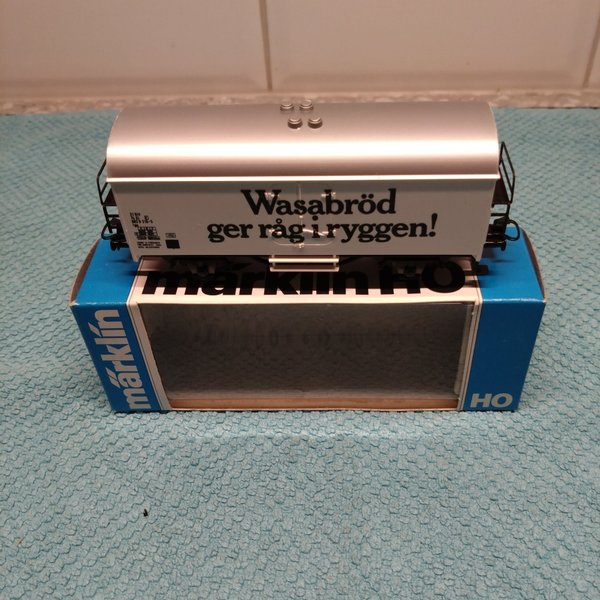 Wasabröd
ger råg i ryggen!
märklin HO
märklin
HO